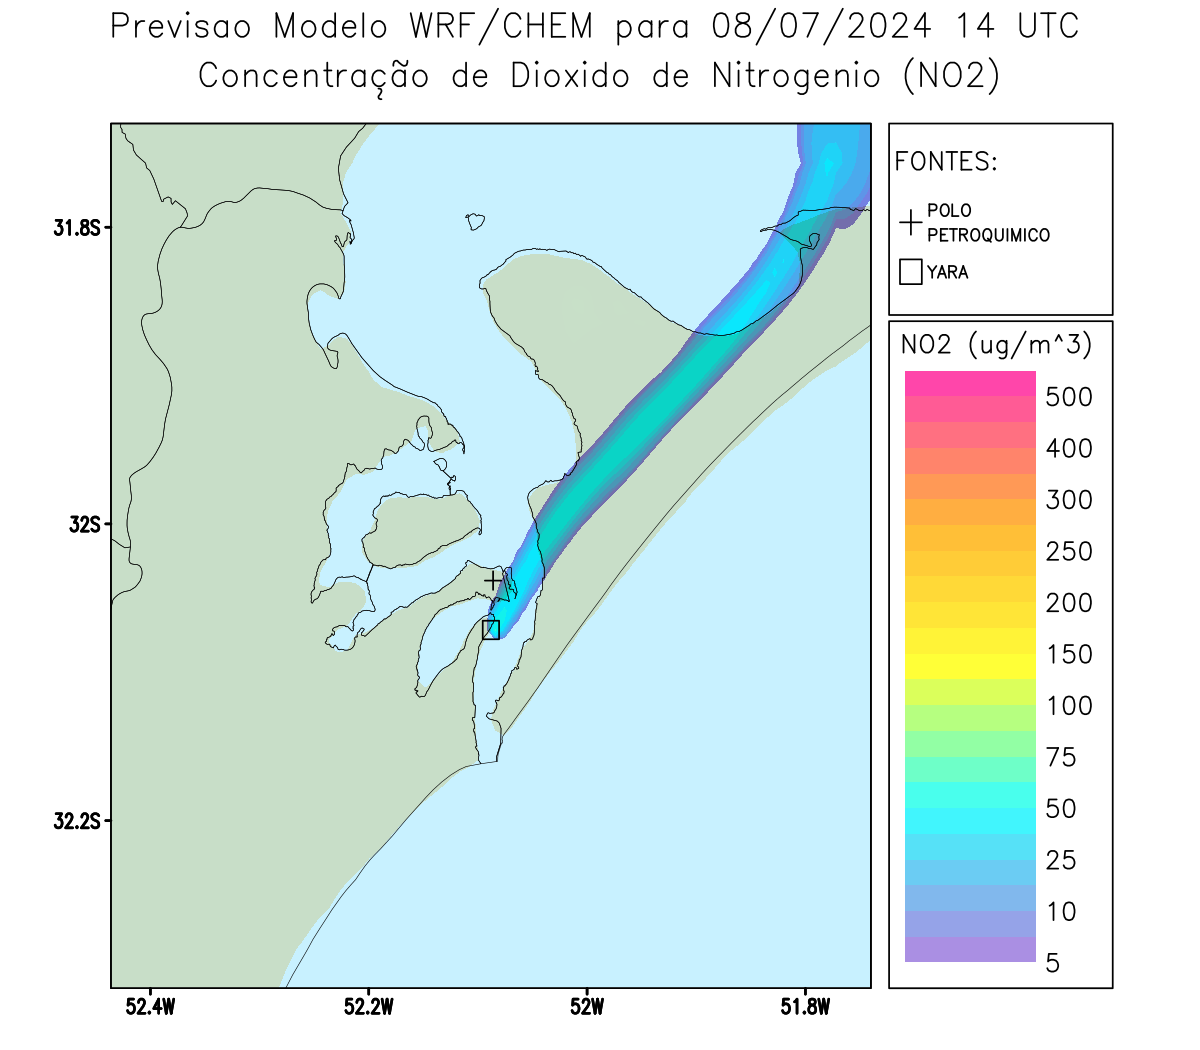 Previsao Modelo WRF/CHEM para 08/07/2024 14 UTC
Concentração de Dioxido de Nitrogenio (NO2)
FONTES:
POLO
PETROQUIMICO
YARA
NO2 (ug/m^3)
500
400
300
250
200
150
100
75
50
25
10
5
31.8S
32S
32.2S
52.4W
52.2W
52W
51.8W